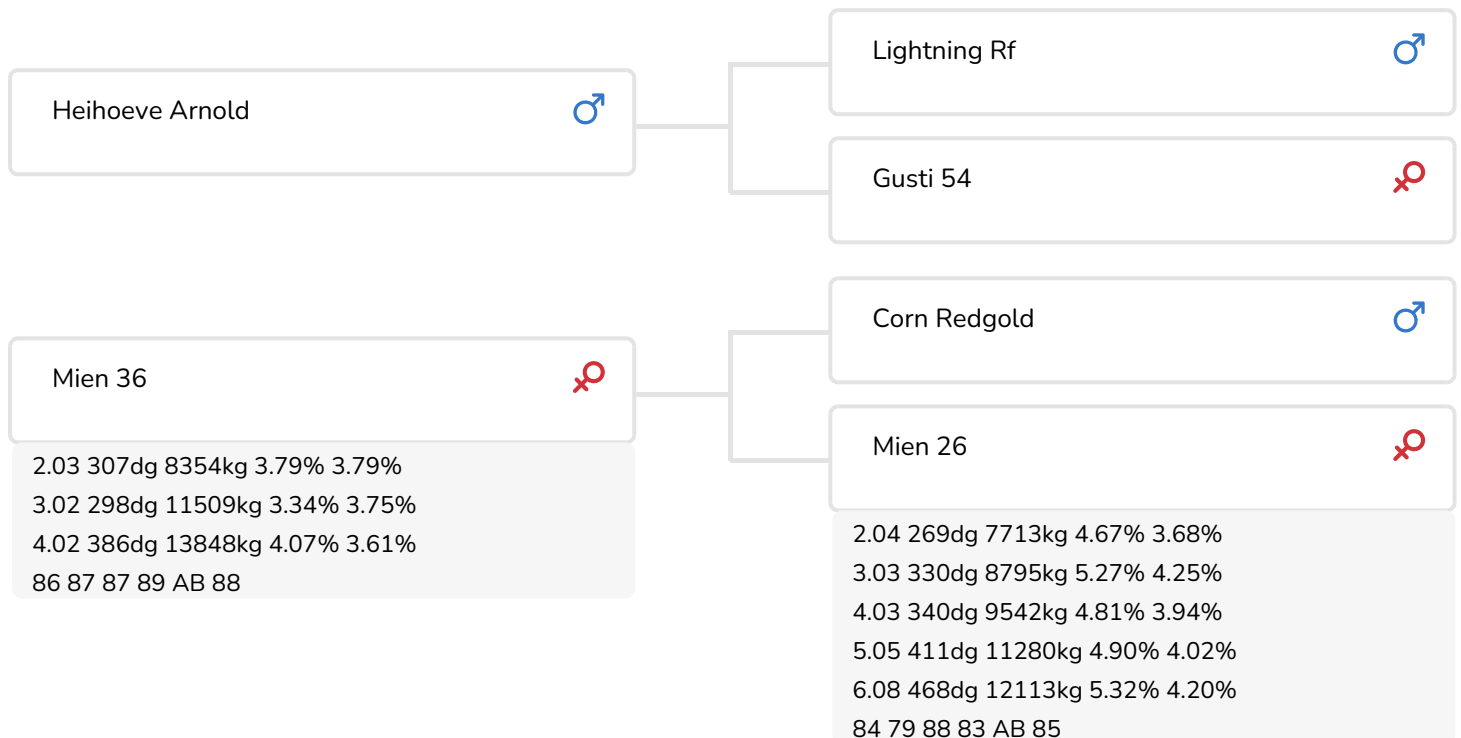 Heihoeve Arnold
Lightning Rf
Gusti 54
Mien 36
2.03 307dg 8354kg 3.79% 3.79%
3.02 298dg 11509kg 3.34% 3.75%
4.02 386dg 13848kg 4.07% 3.61%
86 87 87 89 AB 88
Corn Redgold
Mien 26
2.04 269dg 7713kg 4.67% 3.68%
3.03 330dg 8795kg 5.27% 4.25%
4.03 340dg 9542kg 4.81% 3.94%
5.05 411dg 11280kg 4.90% 4.02%
6.08 468dg 12113kg 5.32% 4.20%
84 79 88 83 AB 85